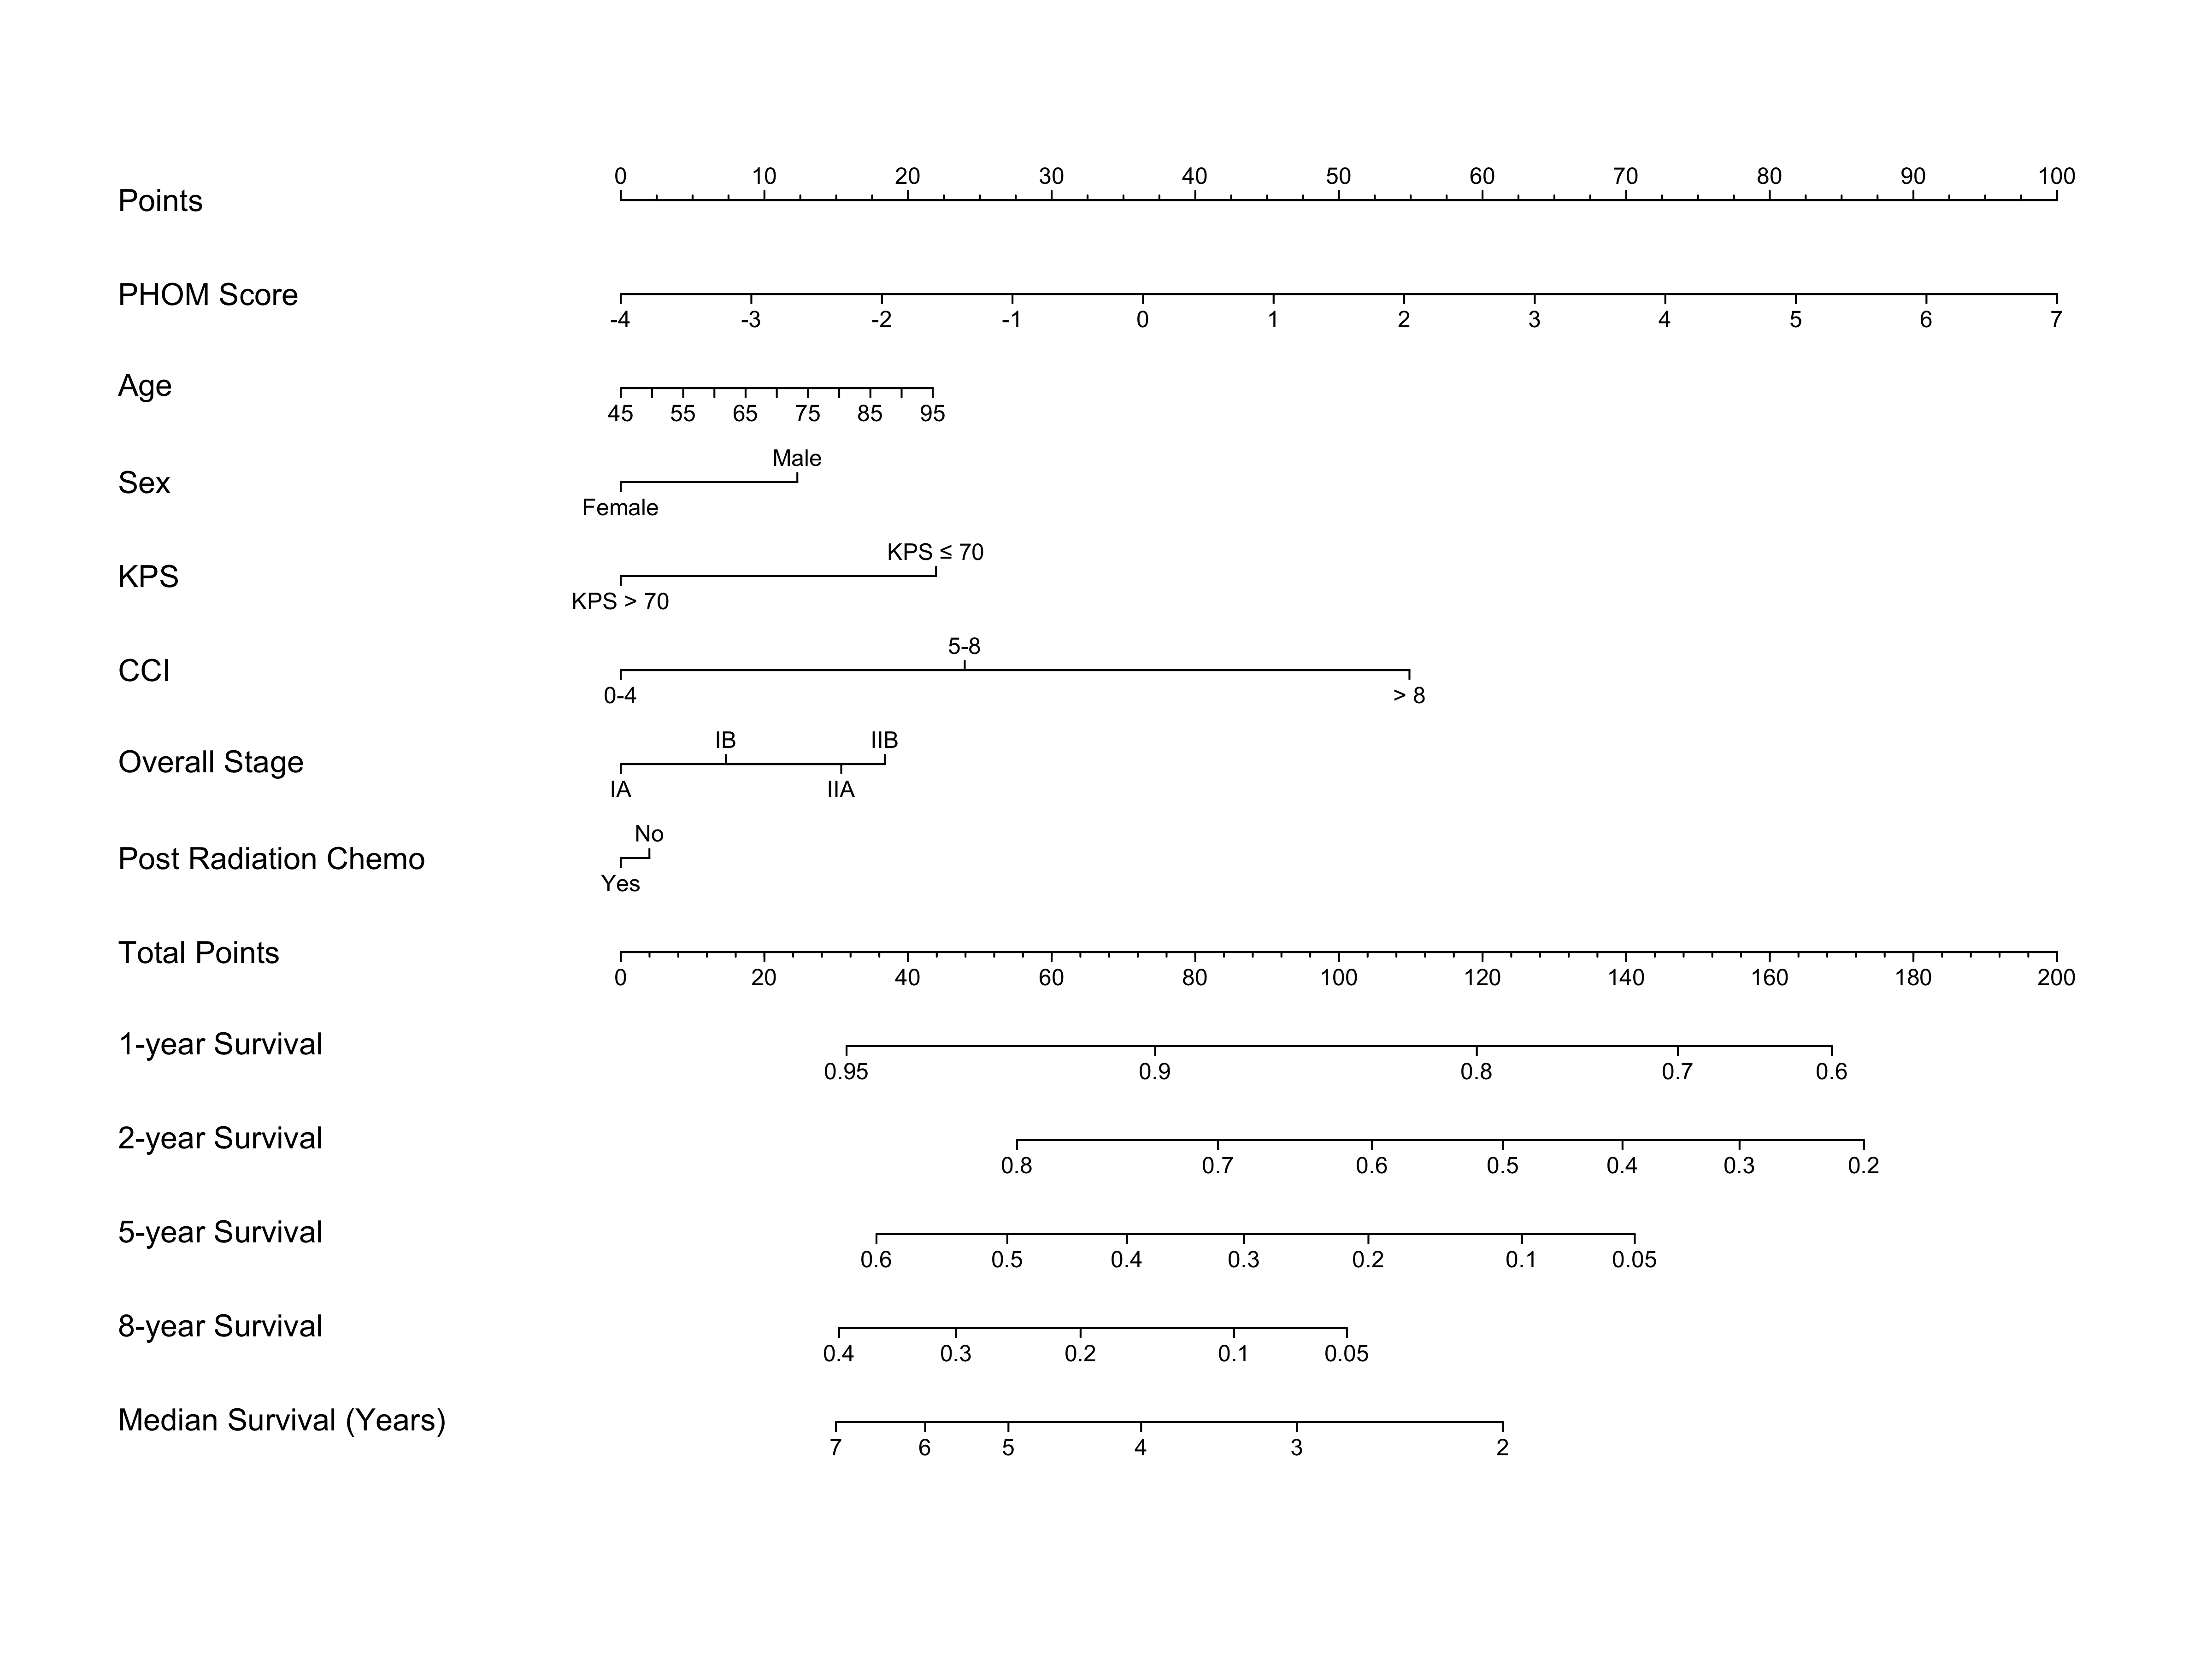 0 10 20 30 40 50 60 70 80 90 100
Points
PHOM Score
-4 -3 -2 -1 0 1 2 3 4 5 6 7
Age
45 55 65 75 85 95
Male
Sex
Female
KPS ≤ 70
KPS
KPS > 70
5-8
CCI
0-4 > 8
IB IIB
Overall Stage
IA IIA
No
Post Radiation Chemo
Yes
Total Points
0 20 40 60 80 100 120 140 160 180 200
1-year Survival
0.95 0.9 0.8 0.7 0.6
2-year Survival
0.8 0.7 0.6 0.5 0.4 0.3 0.2
5-year Survival
0.6 0.5 0.4 0.3 0.2 0.1 0.05
8-year Survival
0.4 0.3 0.2 0.1 0.05
Median Survival (Years)
7 6 5 4 3 2